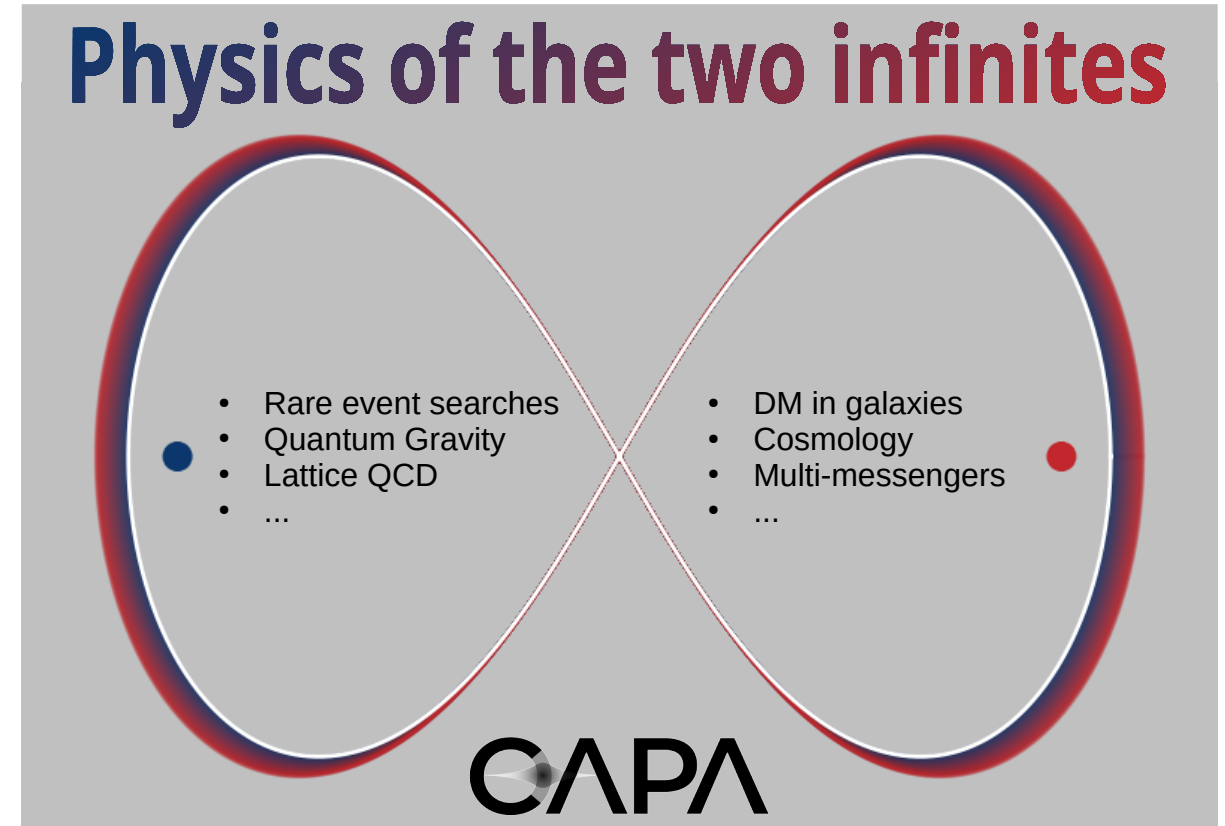 Physics of the two infinites
• Rare event searches
• Quantum Gravity
• Lattice QCD
• ...
• DM in galaxies
• Cosmology
• Multi-messengers
• ...
CAPA